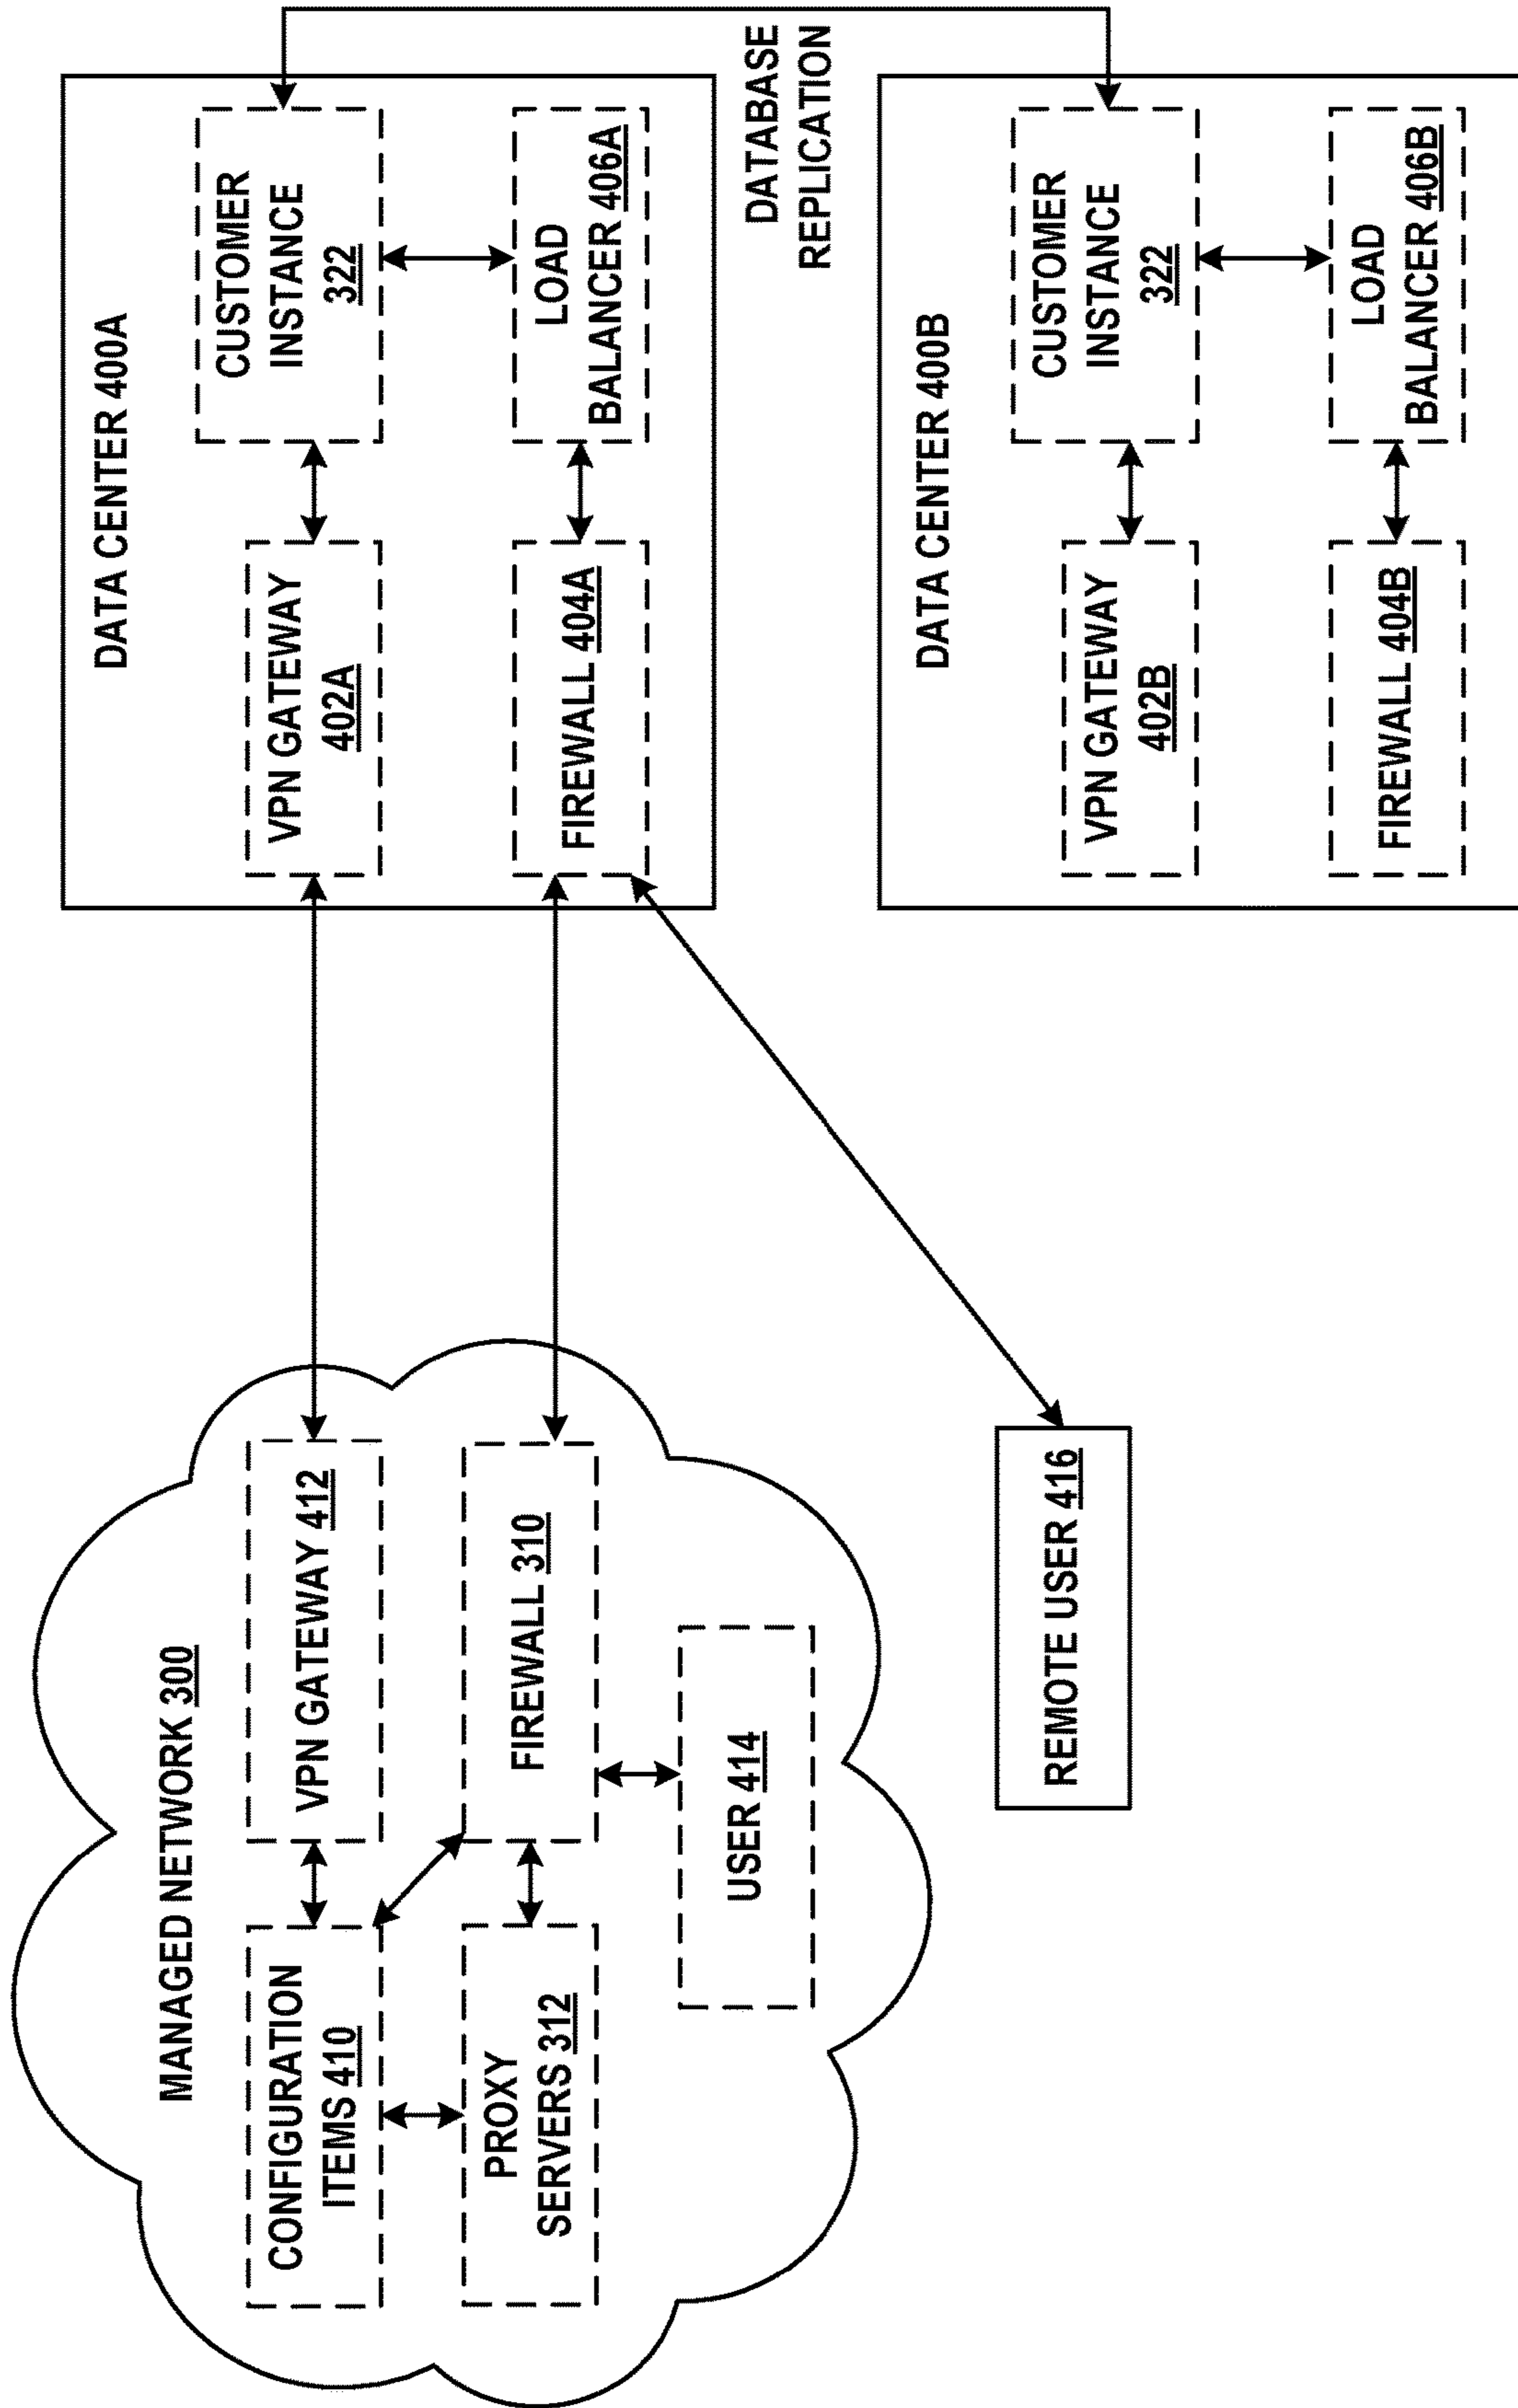 MANAGED NETWORK 300
CONFIGURATION
ITEMS 410
VPN GATEWAY 412
PROXY
SERVERS 312
FIREWALL 310
USER 414
REMOTE USER 416
DATA CENTER 400A
VPN GATEWAY
402A
CUSTOMER
INSTANCE
322
FIREWALL 404A
LOAD
BALANCER 406A
DATABASE
REPLICATION
DATA CENTER 400B
VPN GATEWAY
402B
CUSTOMER
INSTANCE
322
FIREWALL 404B
LOAD
BALANCER 406B